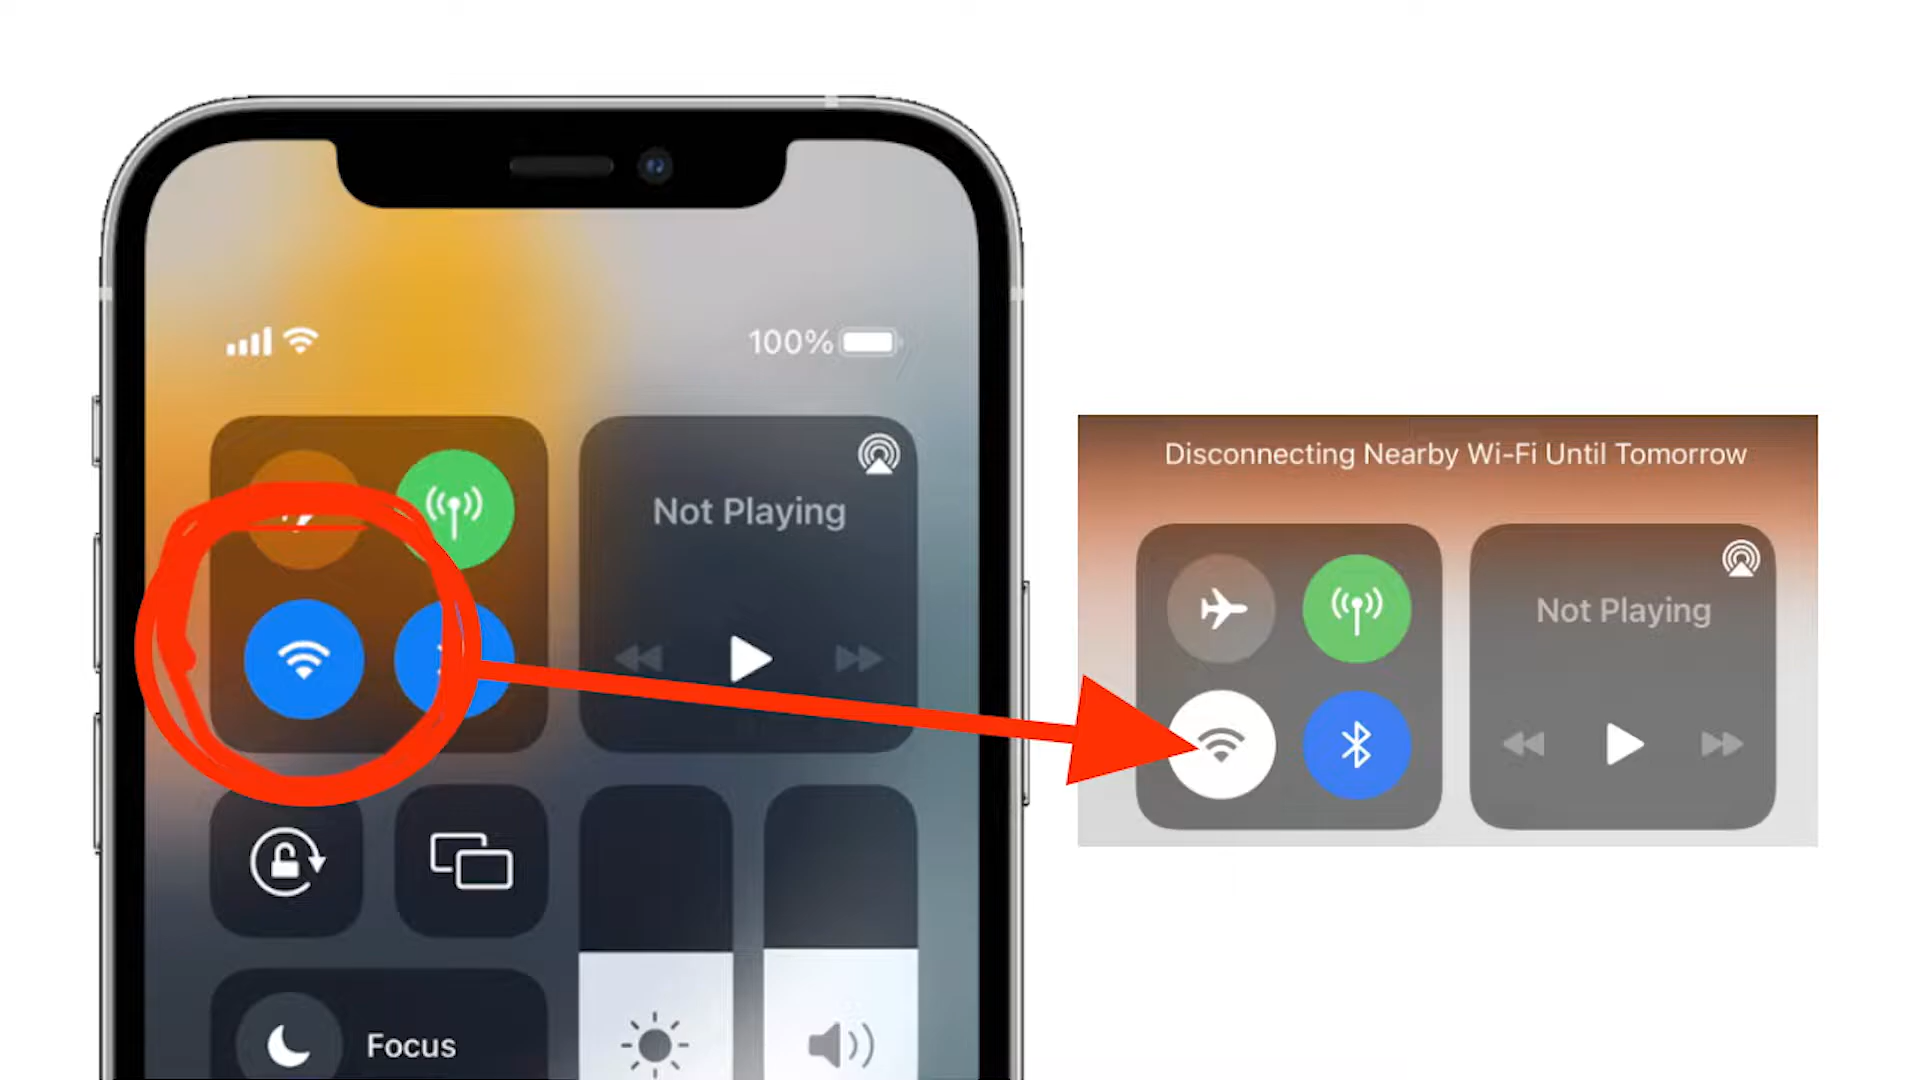 100%
Not Playing
Focus
Disconnecting Nearby Wi-Fi Until Tomorrow
Not Playing